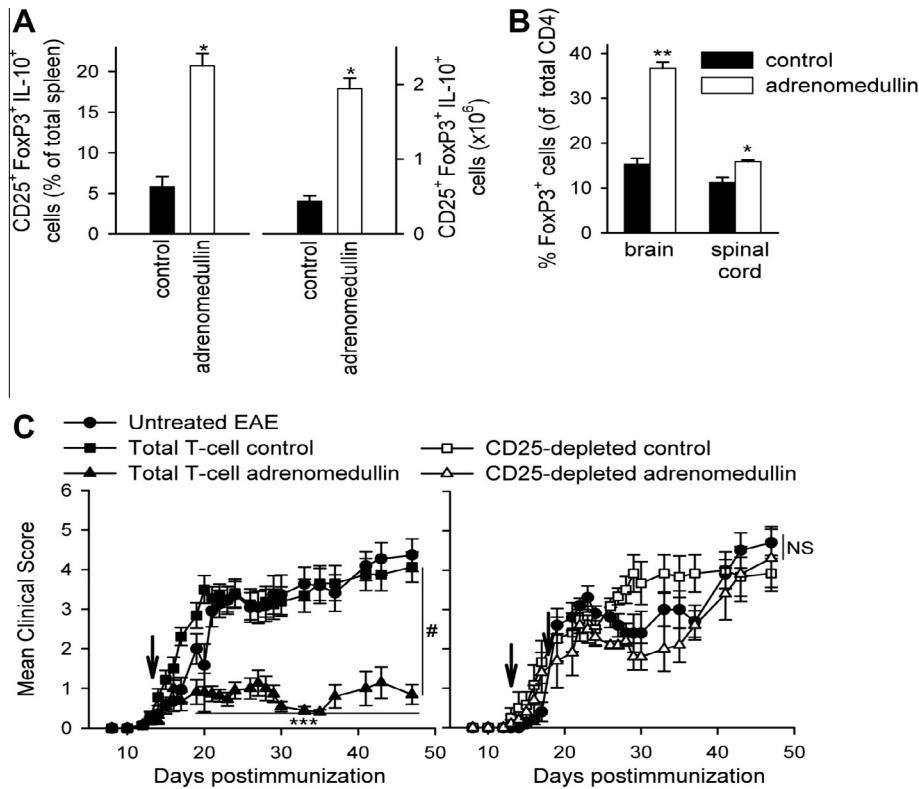 A
CD25+ FoxP3+ IL-10+
cells (% of total spleen)
20
15
10
5
0
*
control
adrenomedullin
*
control
adrenomedullin
2
1
0
CD25+ FoxP3+ IL-10+
cells (x10^6)
B
% FoxP3+ cells (of total CD4)
40
30
20
10
0
**
*
control
adrenomedullin
brain
spinal
cord
C
Untreated EAE
Total T-cell control
Total T-cell adrenomedullin
CD25-depleted control
CD25-depleted adrenomedullin
Mean Clinical Score
6
5
4
3
2
1
0
#
***
10 20 30 40 50
Days postimmunization
NS
10 20 30 40 50
Days postimmunization